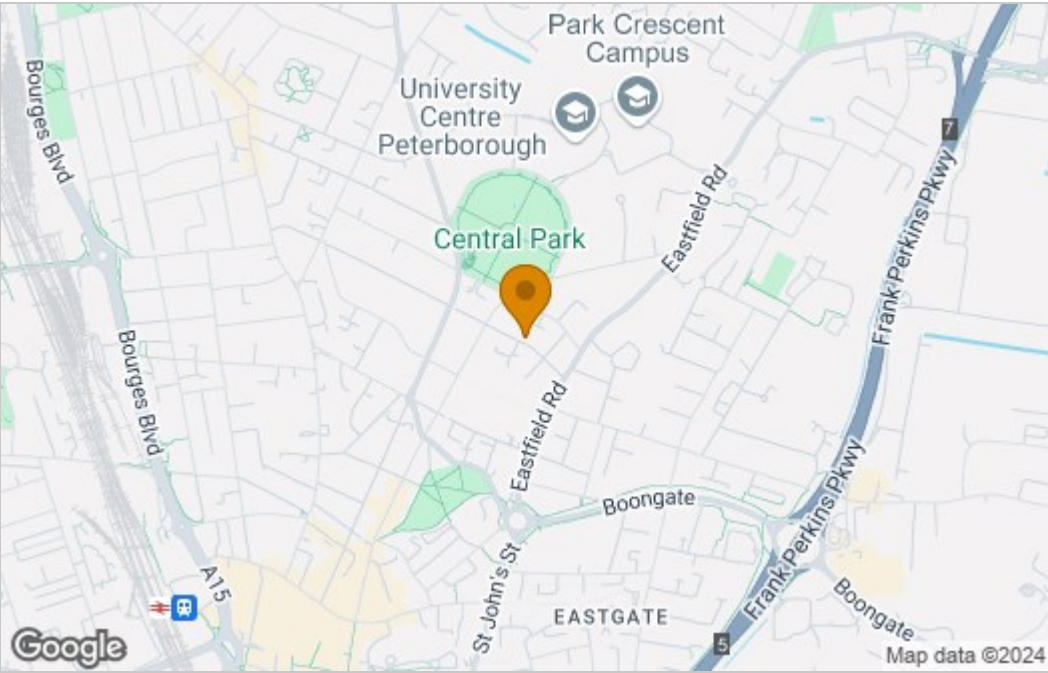 Park Crescent
Campus
University
Centre
Peterborough
Bourges Blvd
7
Eastfield Rd
Central Park
Frank Perkins Pkwy
Bourges Blvd
Eastfield Rd
Boongate
Frank Perkins Pkwy
A15
St John's St
EASTGATE
Boongate
5
Google
Map data ©2024